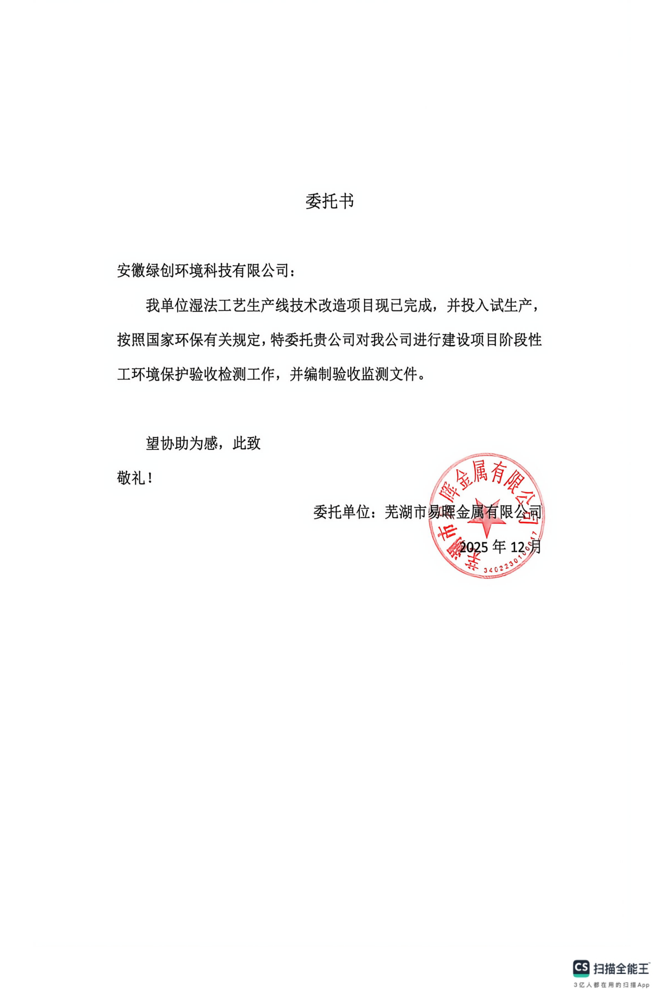 委托书
安徽绿创环境科技有限公司：
我单位湿法工艺生产线技术改造项目现已完成，并投入试生产，
按照国家环保有关规定，特委托贵公司对我公司进行建设项目阶段性
工环境保护验收检测工作，并编制验收监测文件。
望协助为感，此致
敬礼！
芜湖市易晖金属有限公司
委托单位：芜湖市易晖金属有限公司
2025 年 12 月
CS 扫描全能王
3亿人都在用的扫描App